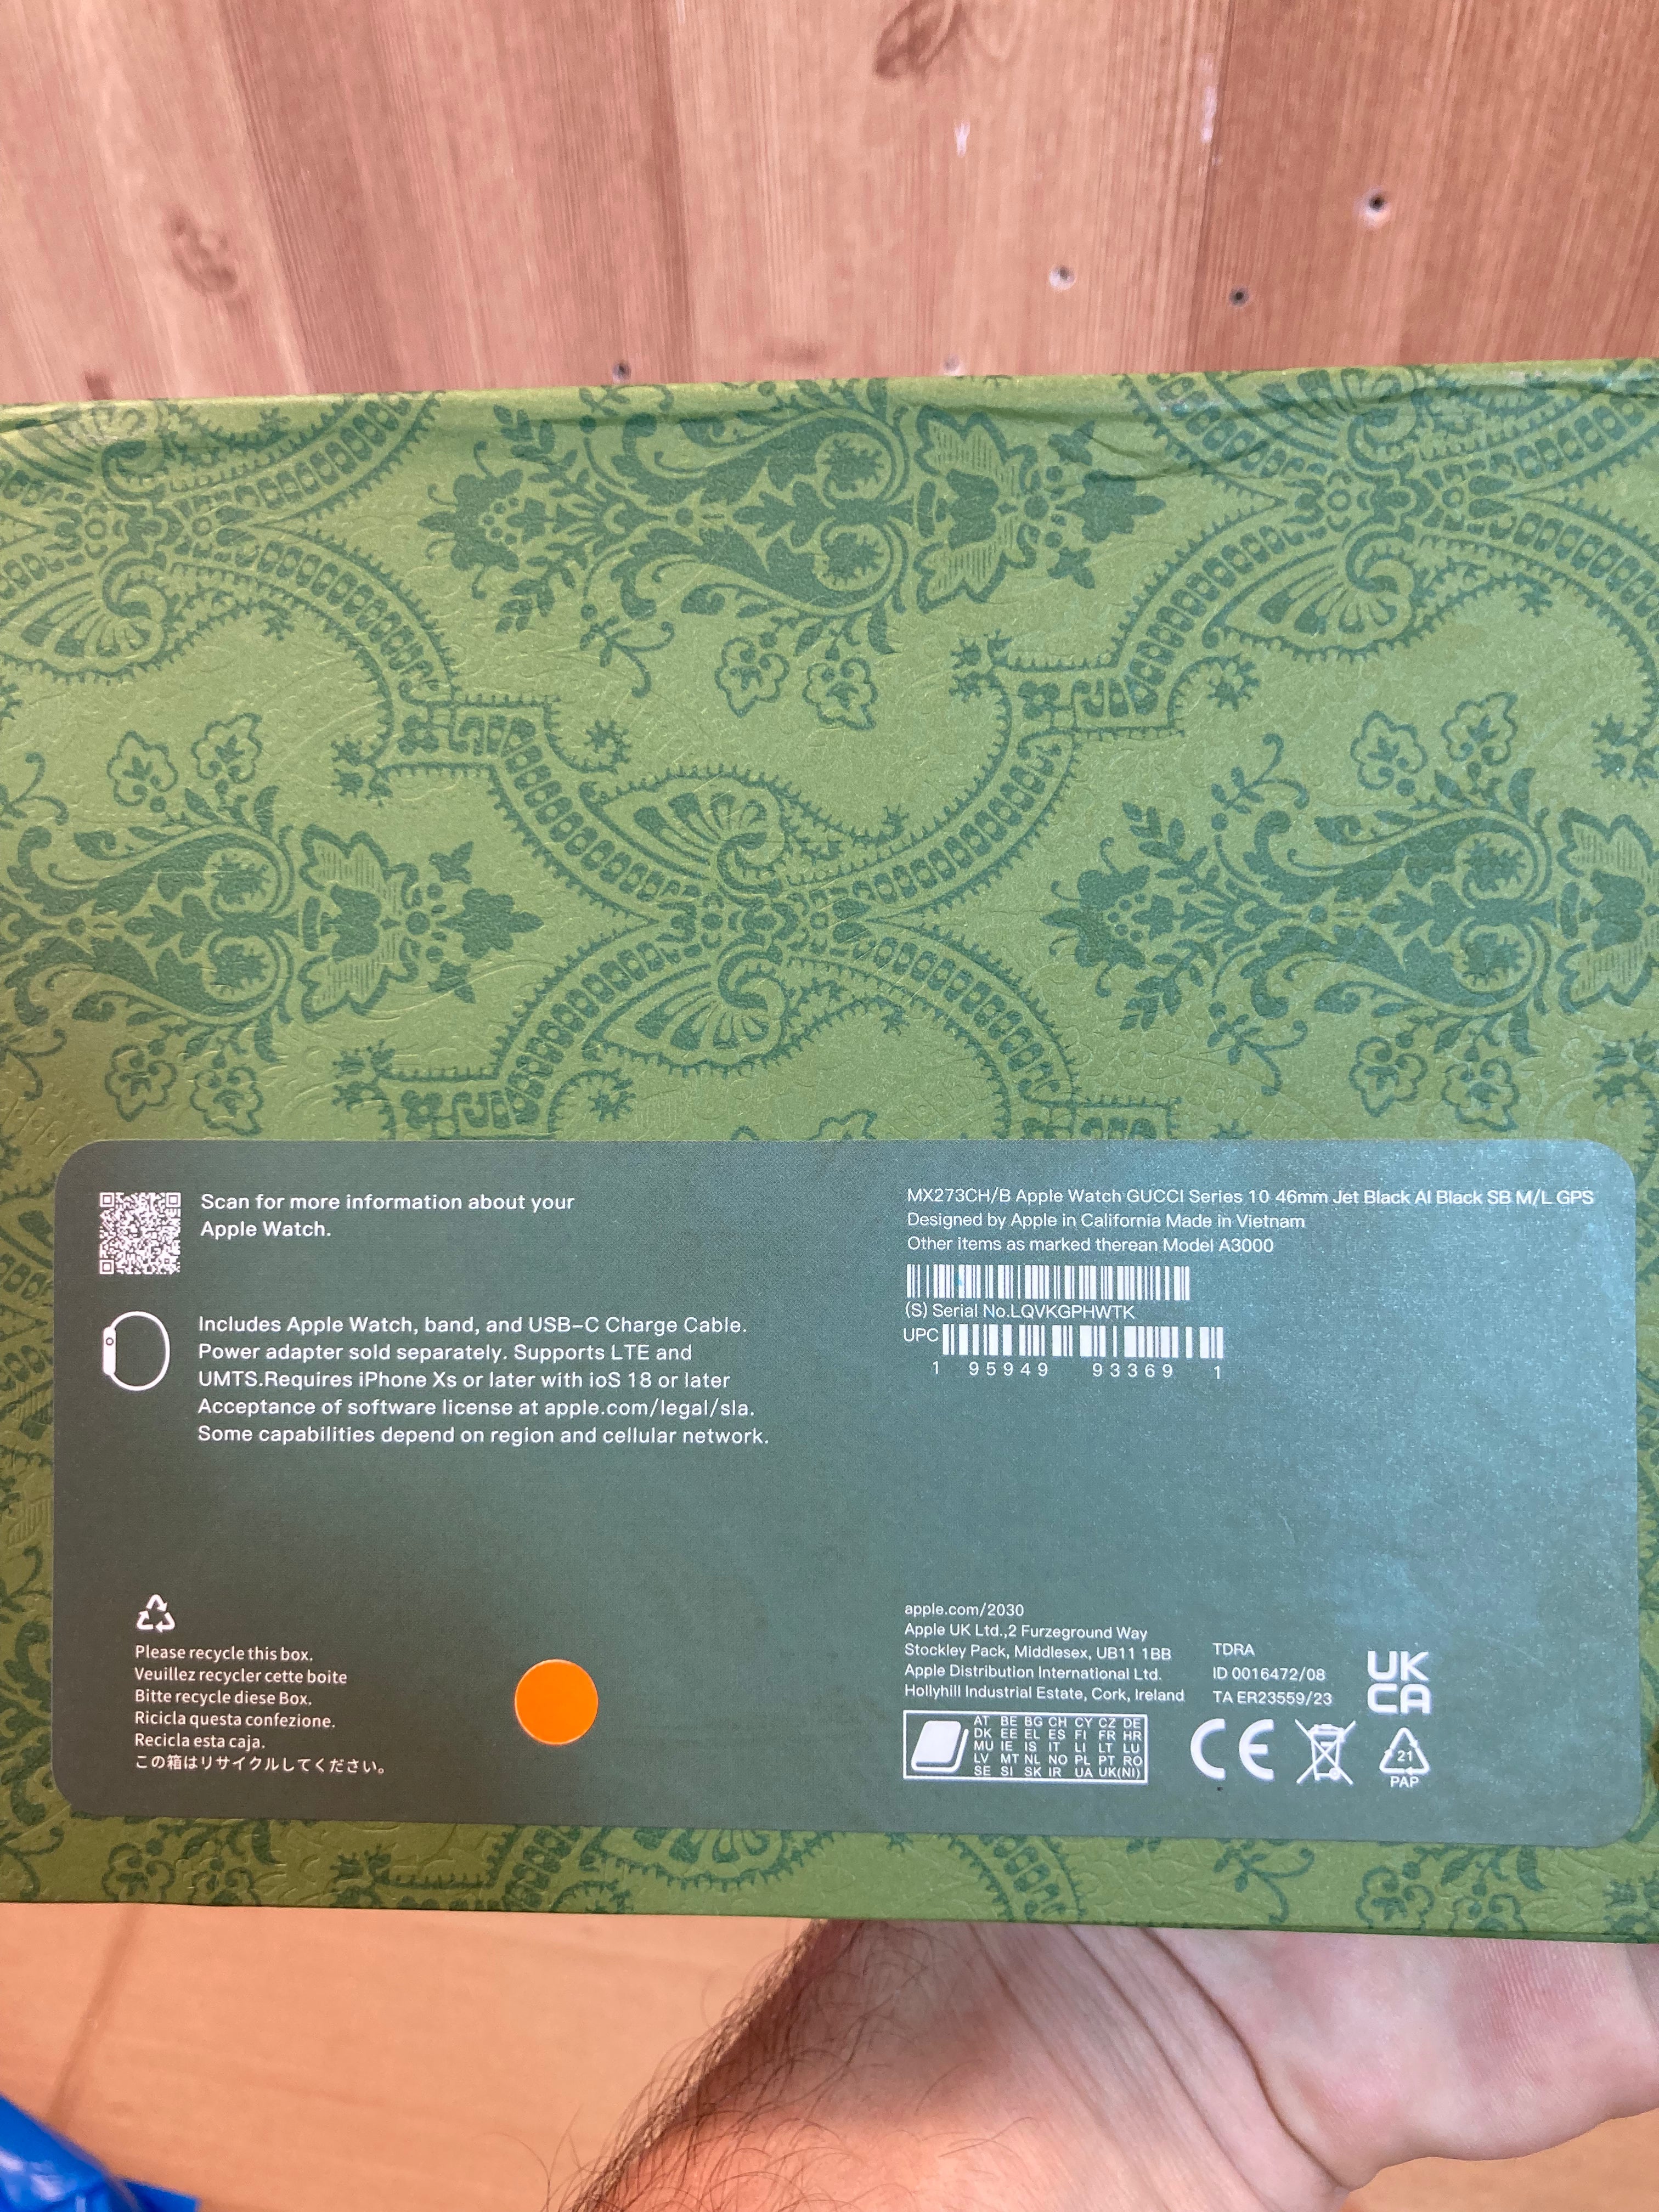 Scan for more information about your
Apple Watch.
Includes Apple Watch, band, and USB-C Charge Cable.
Power adapter sold separately. Supports LTE and
UMTS.Requires iPhone Xs or later with ioS 18 or later
Acceptance of software license at apple.com/legal/sla.
Some capabilities depend on region and cellular network.
Please recycle this box.
Veuillez recycler cette boite
Bitte recycle diese Box.
Ricicla questa confezione.
Recicla esta caja.
この箱はリサイクルしてください。
MX273CH/B Apple Watch GUCCI Series 10 46mm Jet Black Al Black SB M/L GPS
Designed by Apple in California Made in Vietnam
Other items as marked therean Model A3000
(S) Serial No.LQVKGPHWTK
UPC
1 95949 93369 1
apple.com/2030
Apple UK Ltd.,2 Furzeground Way
Stockley Pack, Middlesex, UB11 1BB
Apple Distribution International Ltd.
Hollyhill Industrial Estate, Cork, Ireland
TDRA
ID 0016472/08
TA ER23559/23
UK
CA
AT BE BG CH CY CZ DE
DK EE EL ES FI FR HR
MU IE IS IT LI LT LU
LV MT NL NO PL PT RO
SE SI SK IR UA UK(NI)
CE
21
PAP